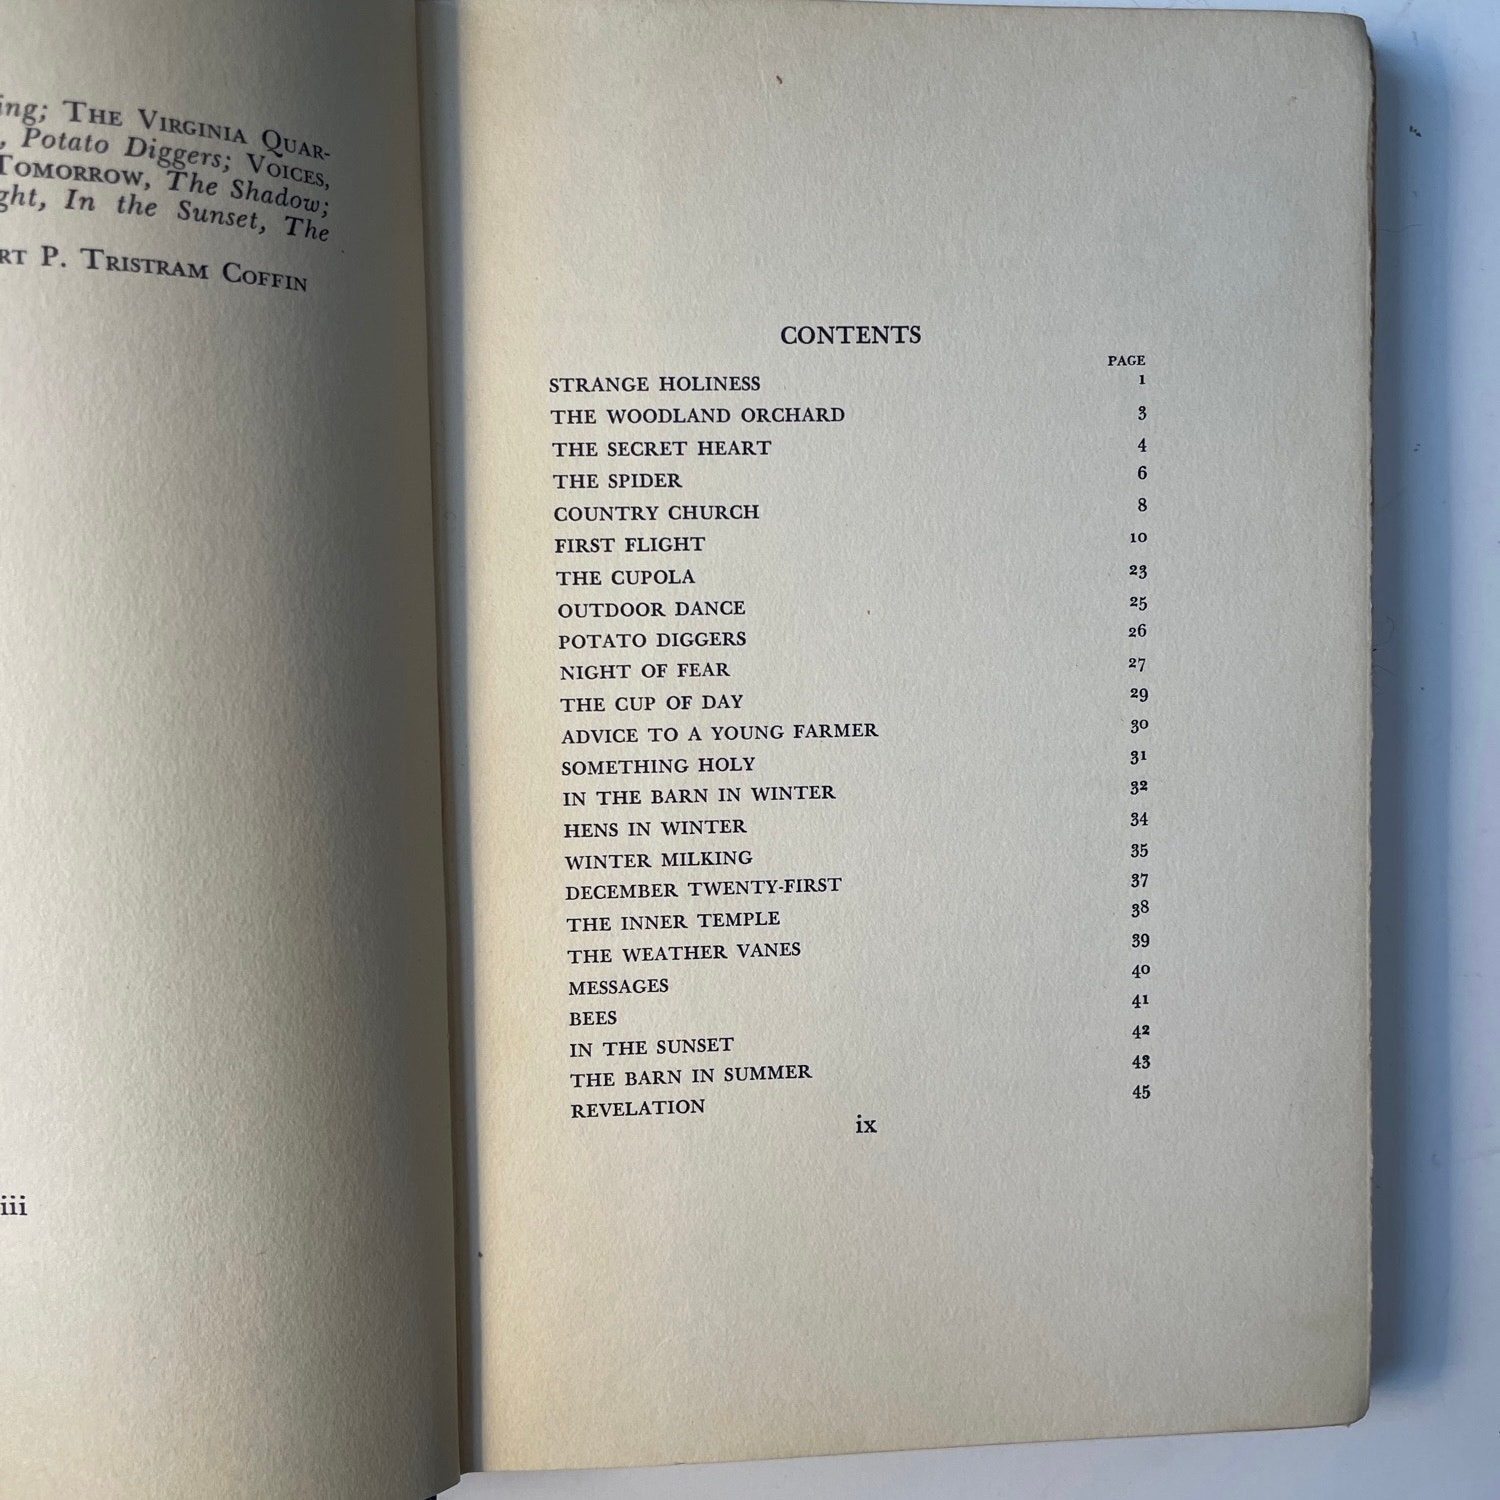 ing; THE VIRGINIA QUAR-
, Potato Diggers; VOICES,
TOMORROW, The Shadow;
ght, In the Sunset, The
RT P. TRISTRAM COFFIN
iii
CONTENTS
PAGE
STRANGE HOLINESS 1
THE WOODLAND ORCHARD 3
THE SECRET HEART 4
THE SPIDER 6
COUNTRY CHURCH 8
FIRST FLIGHT 10
THE CUPOLA 23
OUTDOOR DANCE 25
POTATO DIGGERS 26
NIGHT OF FEAR 27
THE CUP OF DAY 29
ADVICE TO A YOUNG FARMER 30
SOMETHING HOLY 31
IN THE BARN IN WINTER 32
HENS IN WINTER 34
WINTER MILKING 35
DECEMBER TWENTY-FIRST 37
THE INNER TEMPLE 38
THE WEATHER VANES 39
MESSAGES 40
BEES 41
IN THE SUNSET 42
THE BARN IN SUMMER 43
REVELATION 45
ix